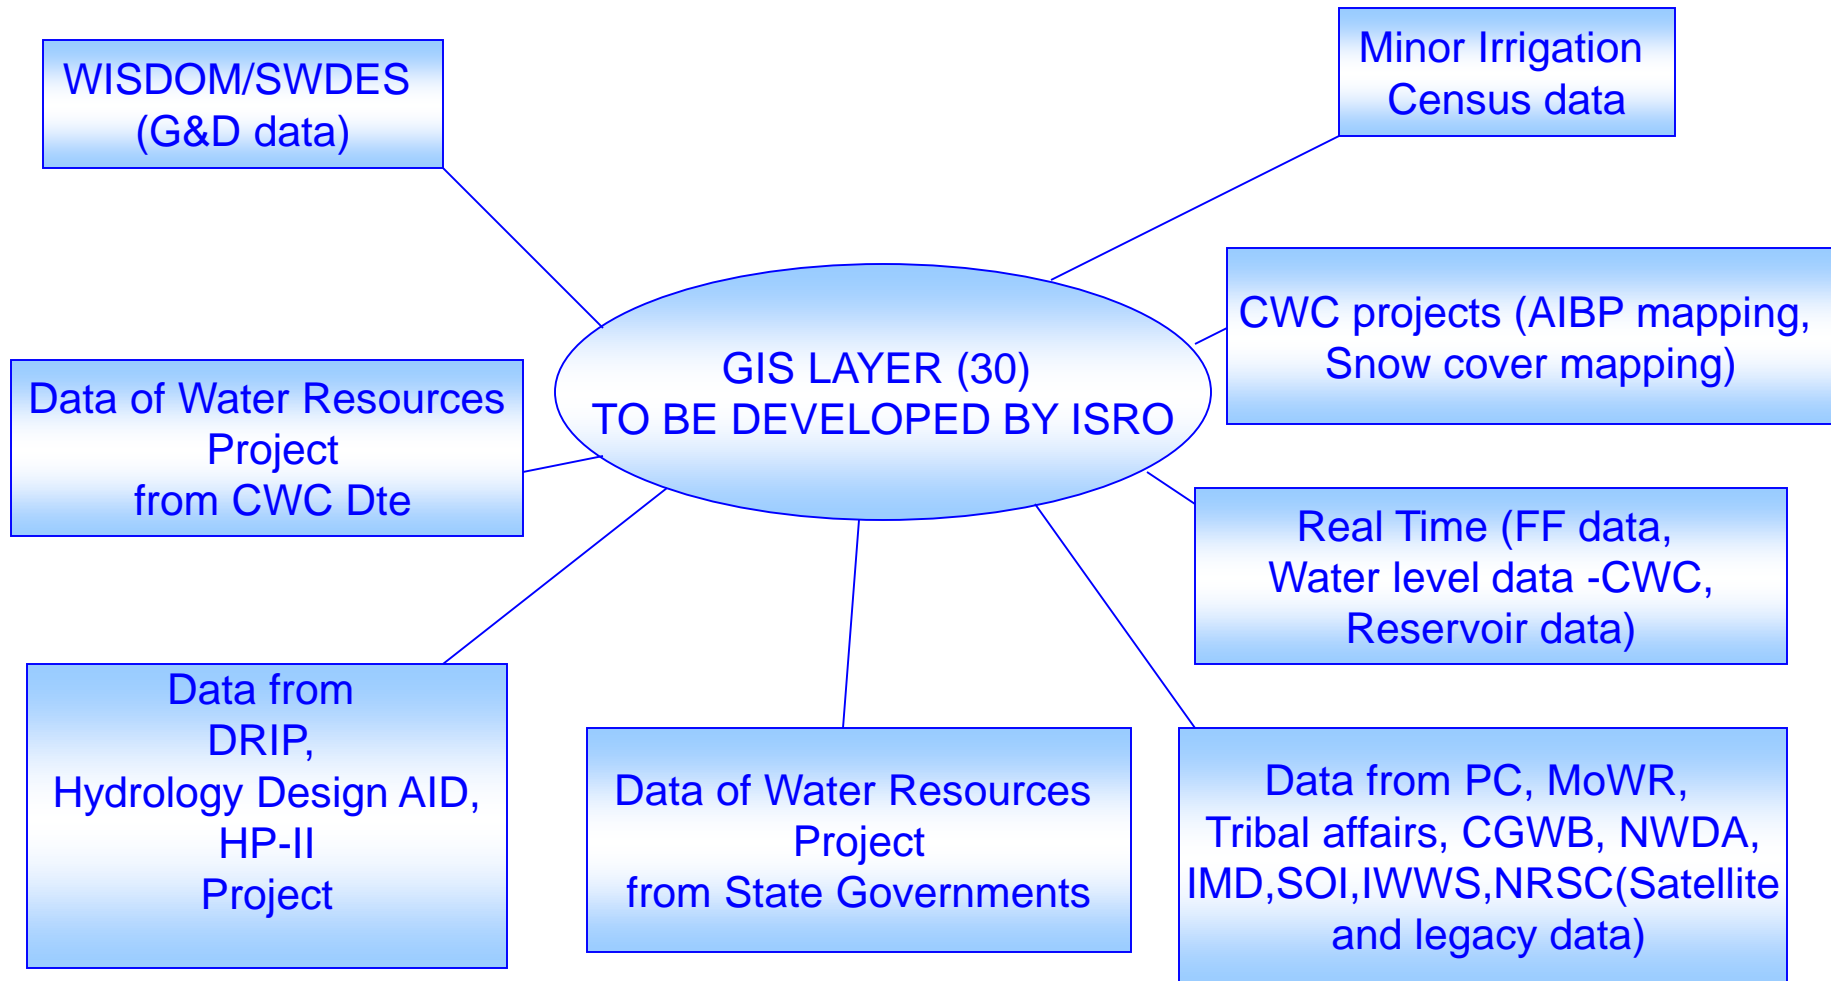 WISDOM/SWDES
(G&D data)
Minor Irrigation
Census data
CWC projects (AIBP mapping,
Snow cover mapping)
GIS LAYER (30)
TO BE DEVELOPED BY ISRO
Data of Water Resources
Project
from CWC Dte
Real Time (FF data,
Water level data -CWC,
Reservoir data)
Data from
DRIP,
Hydrology Design AID,
HP-II
Project
Data of Water Resources
Project
from State Governments
Data from PC, MoWR,
Tribal affairs, CGWB, NWDA,
IMD,SOI,IWWS,NRSC(Satellite
and legacy data)